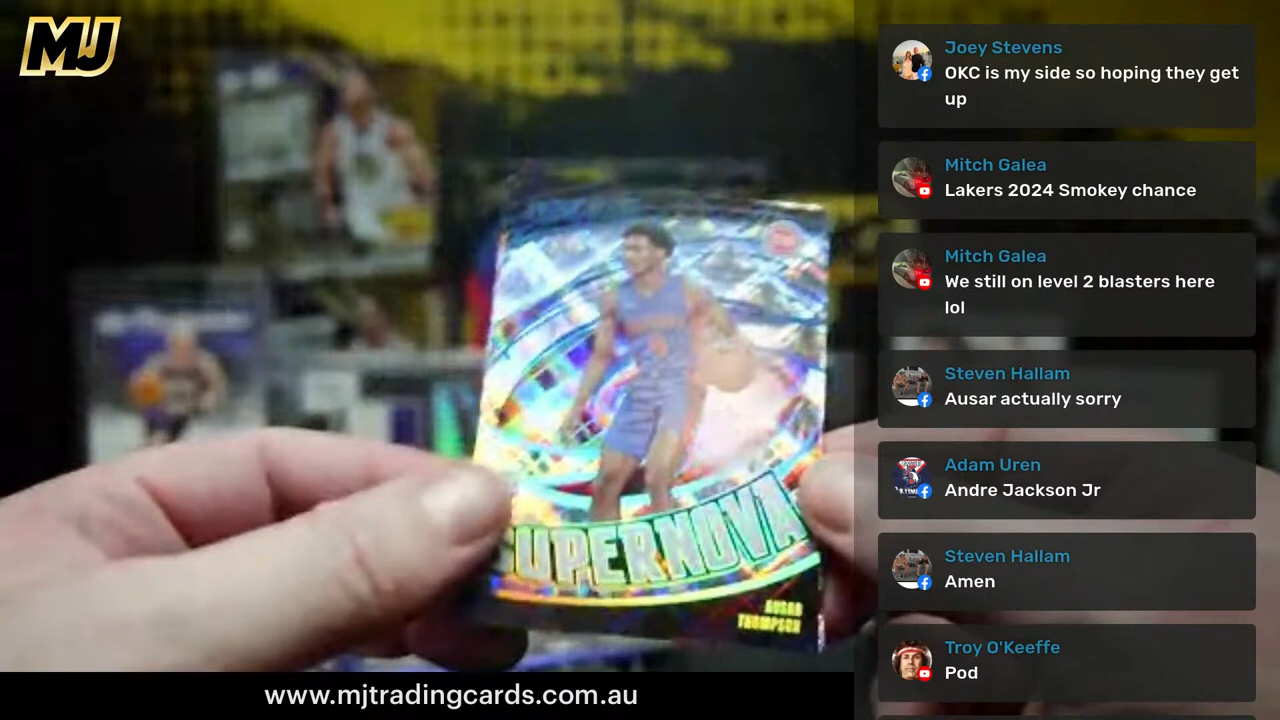 MJ
SUPERNOVA
AUSAR
THOMPSON
www.mjtradingcards.com.au
Joey Stevens
OKC is my side so hoping they get
up
Mitch Galea
Lakers 2024 Smokey chance
Mitch Galea
We still on level 2 blasters here
lol
Steven Hallam
Ausar actually sorry
Adam Uren
Andre Jackson Jr
Steven Hallam
Amen
Troy O'Keeffe
Pod